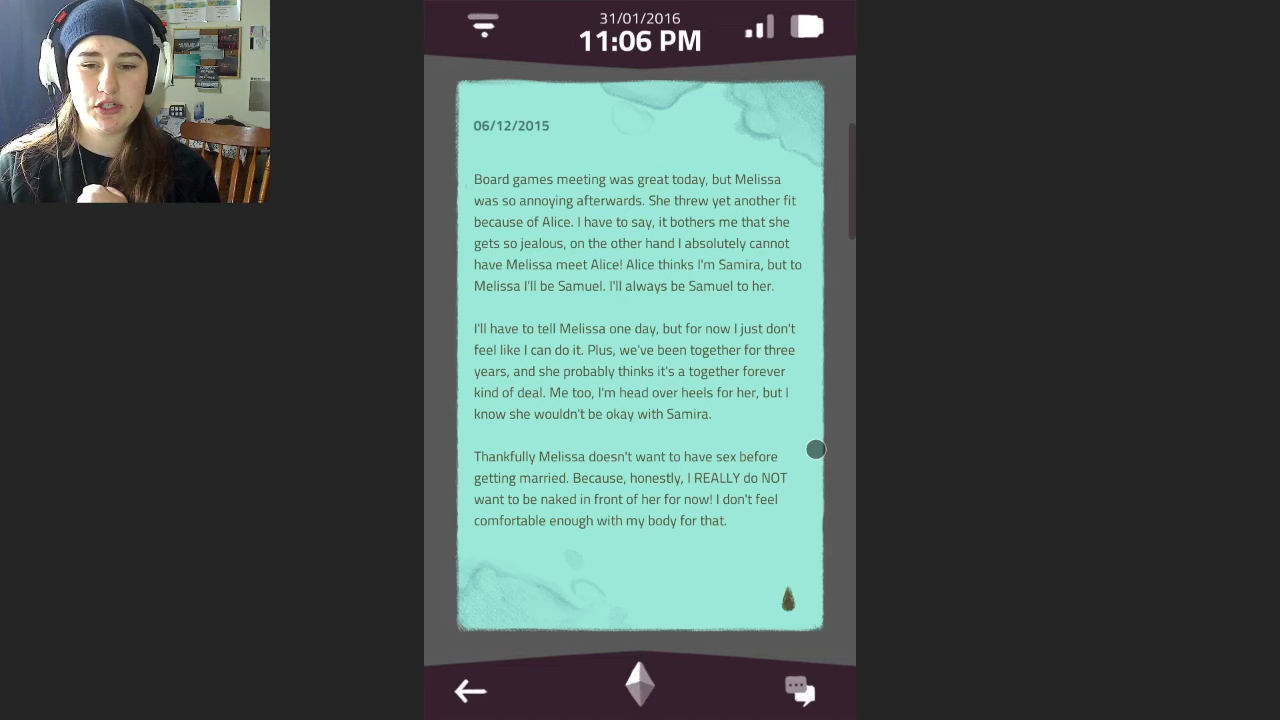 31/01/2016
11:06 PM
06/12/2015
Board games meeting was great today, but Melissa
was so annoying afterwards. She threw yet another fit
because of Alice. I have to say, it bothers me that she
gets so jealous, on the other hand I absolutely cannot
have Melissa meet Alice! Alice thinks I'm Samira, but to
Melissa I'll be Samuel. I'll always be Samuel to her.
I'll have to tell Melissa one day, but for now I just don't
feel like I can do it. Plus, we've been together for three
years, and she probably thinks it's a together forever
kind of deal. Me too, I'm head over heels for her, but I
know she wouldn't be okay with Samira.
Thankfully Melissa doesn't want to have sex before
getting married. Because, honestly, I REALLY do NOT
want to be naked in front of her for now! I don't feel
comfortable enough with my body for that.